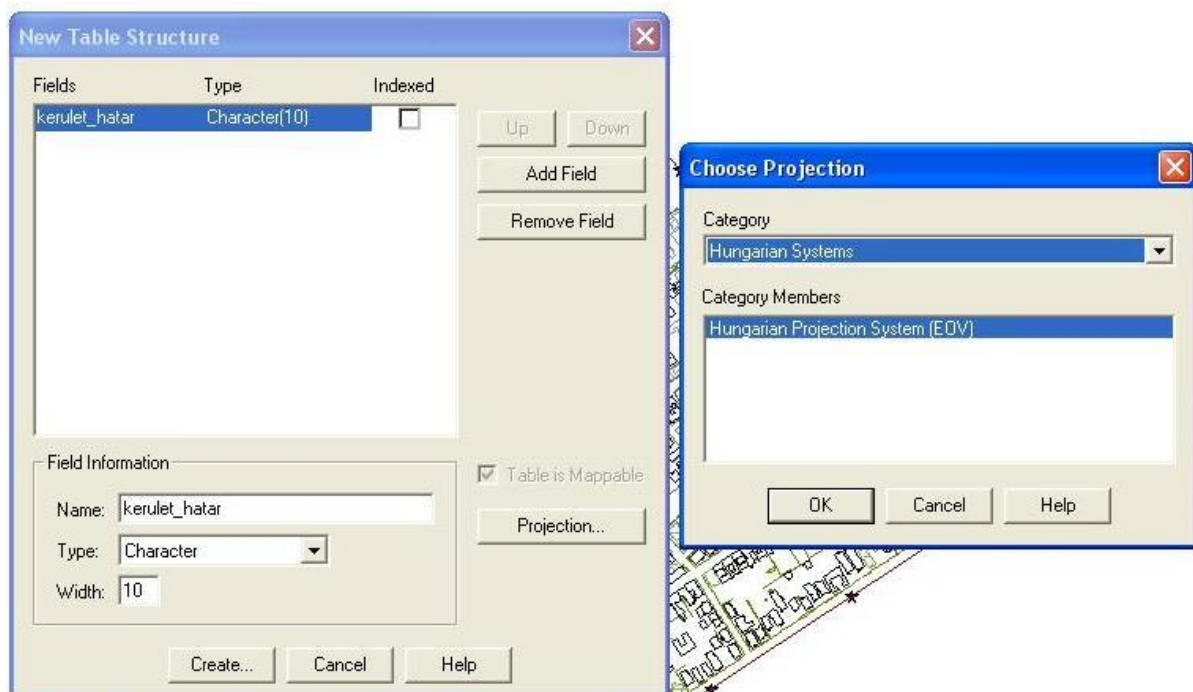 New Table Structure
Fields Type Indexed
kerulet_hatar Character(10)
Up Down
Add Field
Remove Field
Field Information
Name: kerulet_hatar
Type: Character
Width: 10
Table is Mappable
Projection...
Create... Cancel Help
Choose Projection
Category
Hungarian Systems
Category Members
Hungarian Projection System (EOV)
OK Cancel Help